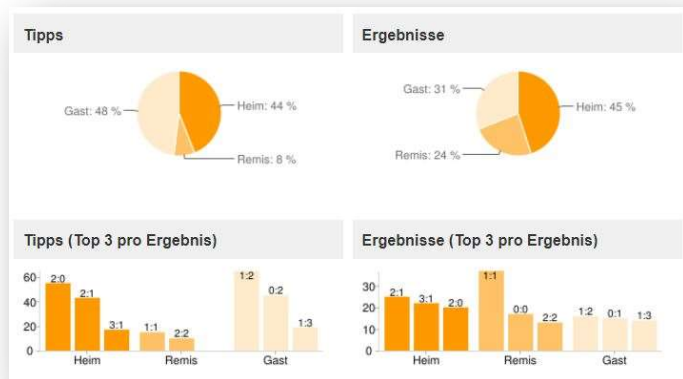 Tipps
Ergebnisse
Gast: 48 %
Heim: 44 %
Remis: 8 %
Gast: 31 %
Heim: 45 %
Remis: 24 %
Tipps (Top 3 pro Ergebnis)
60
40
20
0
2:0
2:1
3:1
1:1
2:2
1:2
0:2
1:3
Heim
Remis
Gast
Ergebnisse (Top 3 pro Ergebnis)
30
20
10
0
2:1
3:1
2:0
1:1
0:0
2:2
1:2
0:1
1:3
Heim
Remis
Gast